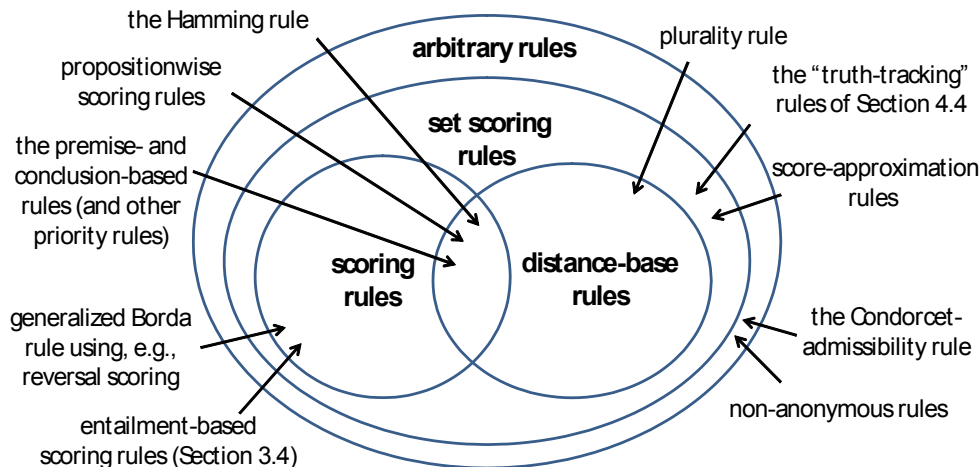 the Hamming rule
arbitrary rules
plurality rule
propositionwise
scoring rules
the “truth-tracking”
rules of Section 4.4
set scoring
rules
the premise- and
conclusion-based
rules (and other
priority rules)
score-approximation
rules
scoring
rules
distance-base
rules
generalized Borda
rule using, e.g.,
reversal scoring
the Condorcet-
admissibility rule
entailment-based
scoring rules (Section 3.4)
non-anonymous rules